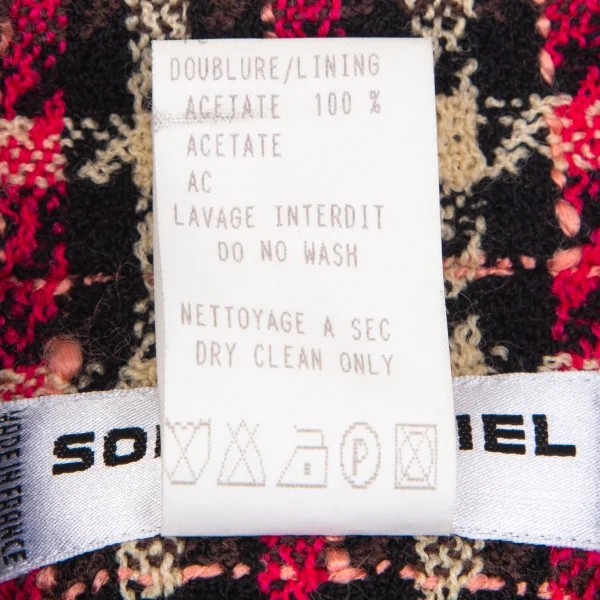 DOUBLURE/LINING
ACETATE 100 %
ACETATE
AC
LAVAGE INTERDIT
DO NO WASH
NETTOYAGE A SEC
DRY CLEAN ONLY
P
MADE IN FRANCE